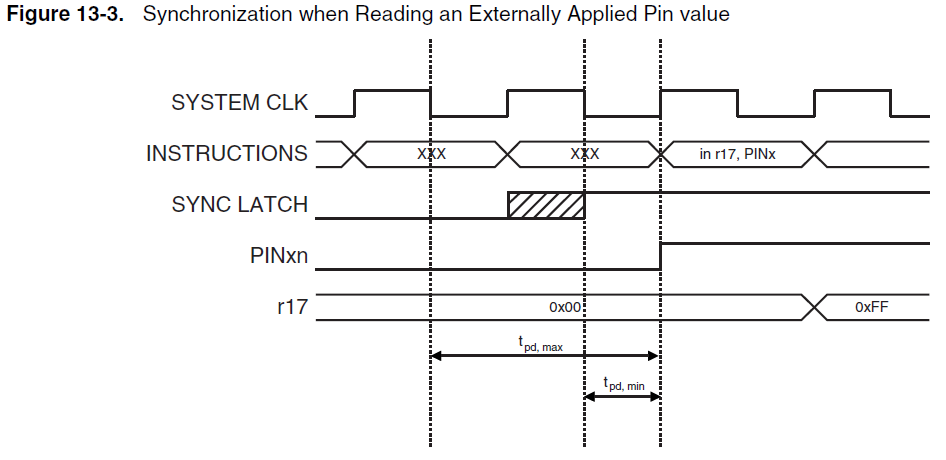 Figure 13-3. Synchronization when Reading an Externally Applied Pin value
SYSTEM CLK
INSTRUCTIONS XXX XXX in r17, PINx
SYNC LATCH
PINxn
r17 0x00 0xFF
tpd, max
tpd, min